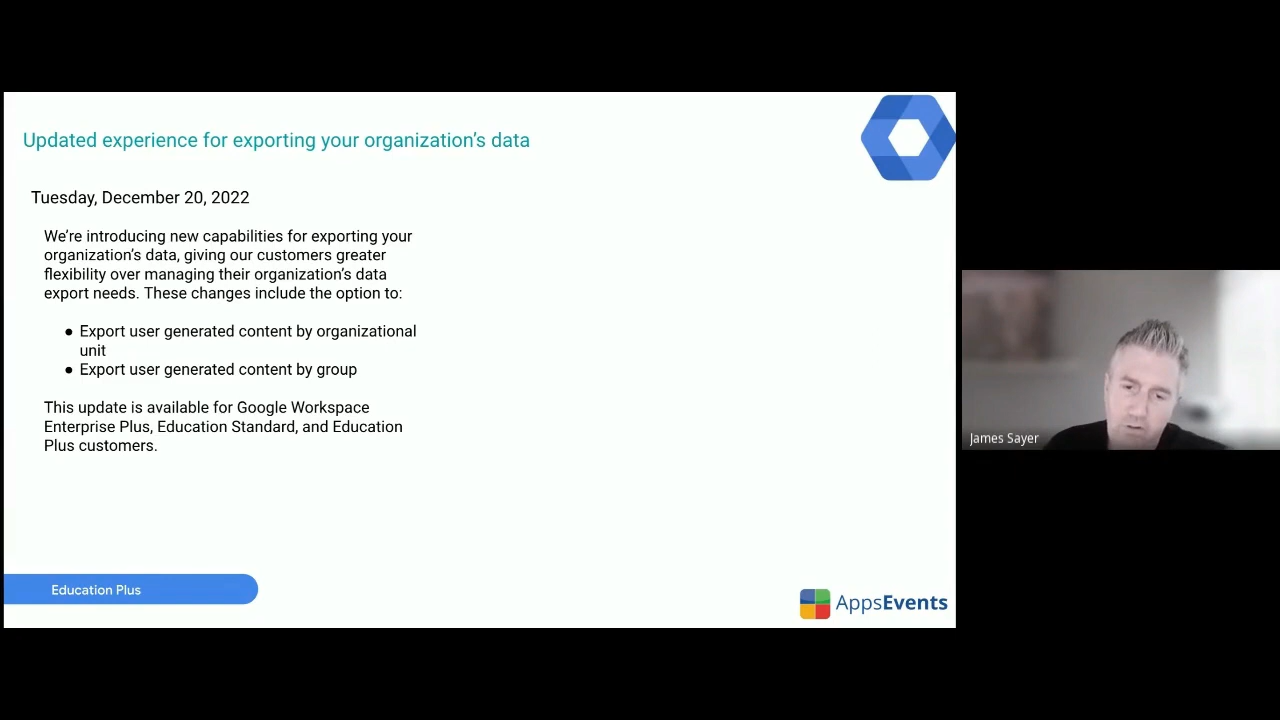 Updated experience for exporting your organization's data
Tuesday, December 20, 2022
We're introducing new capabilities for exporting your
organization's data, giving our customers greater
flexibility over managing their organization's data
export needs. These changes include the option to:
● Export user generated content by organizational
unit
● Export user generated content by group
This update is available for Google Workspace
Enterprise Plus, Education Standard, and Education
Plus customers.
Education Plus
AppsEvents
James Sayer